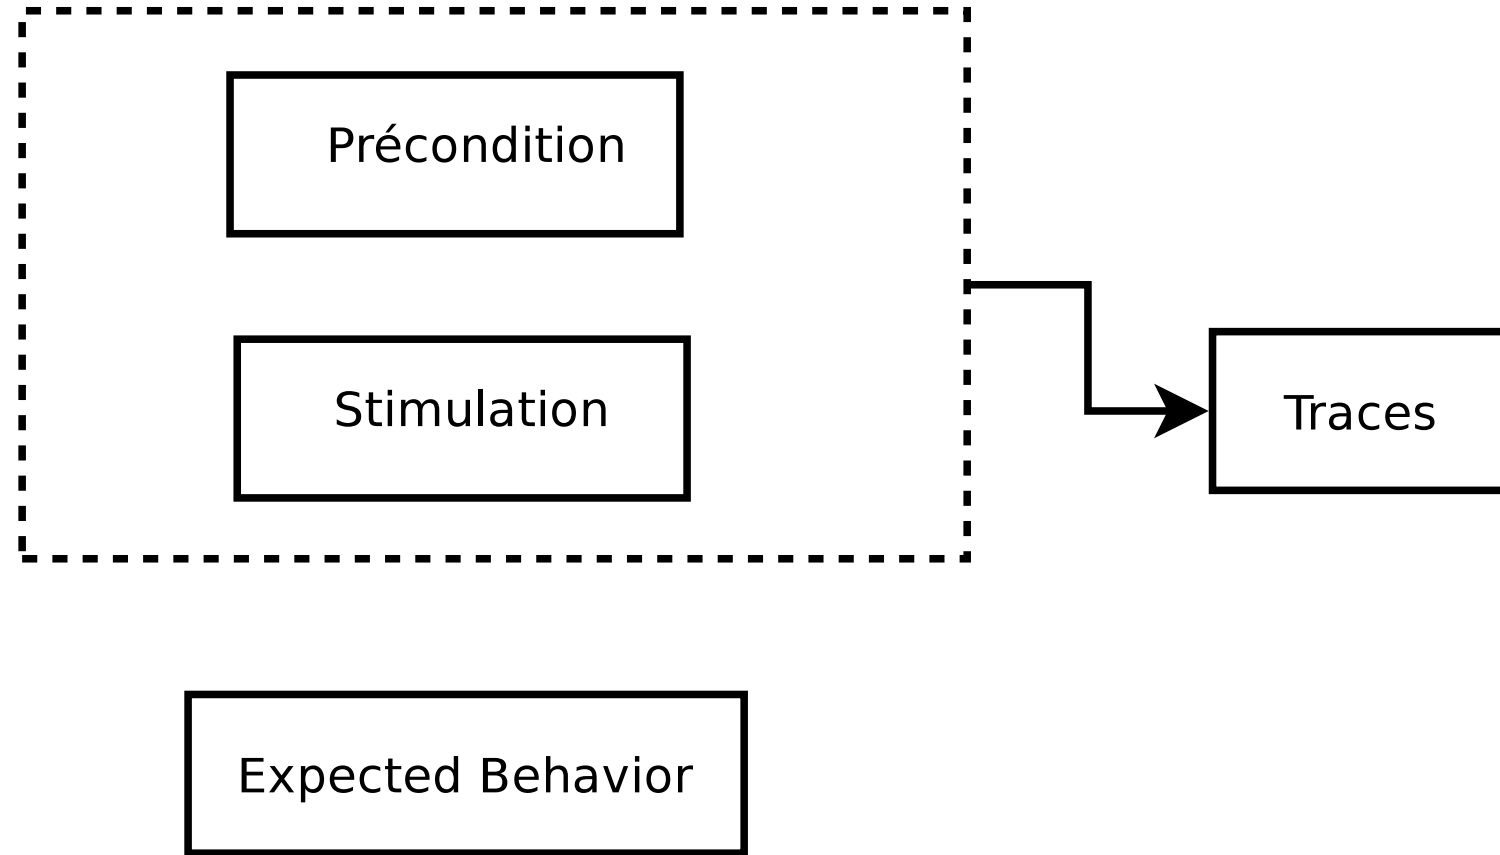 Précondition
Stimulation
Traces
Expected Behavior